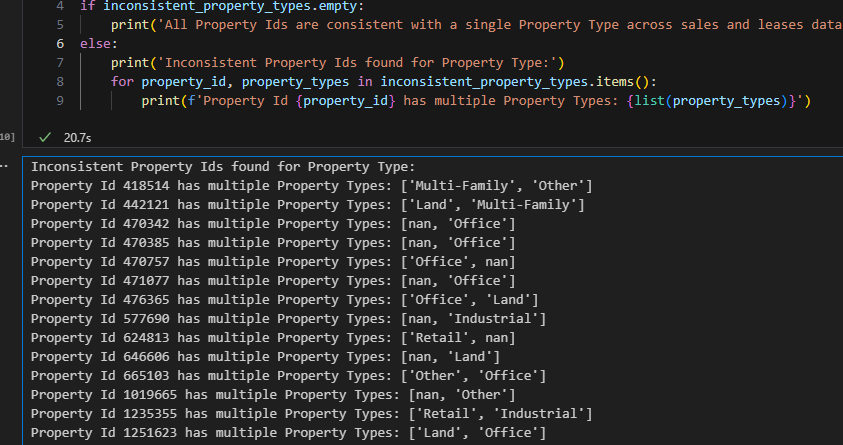 4 if inconsistent_property_types.empty:
5 print('All Property Ids are consistent with a single Property Type across sales and leases data
6 else:
7 print('Inconsistent Property Ids found for Property Type:')
8 for property_id, property_types in inconsistent_property_types.items():
9 print(f'Property Id {property_id} has multiple Property Types: {list(property_types)}')
10] ✓ 20.7s
Inconsistent Property Ids found for Property Type:
Property Id 418514 has multiple Property Types: ['Multi-Family', 'Other']
Property Id 442121 has multiple Property Types: ['Land', 'Multi-Family']
Property Id 470342 has multiple Property Types: [nan, 'Office']
Property Id 470385 has multiple Property Types: [nan, 'Office']
Property Id 470757 has multiple Property Types: ['Office', nan]
Property Id 471077 has multiple Property Types: [nan, 'Office']
Property Id 476365 has multiple Property Types: ['Office', 'Land']
Property Id 577690 has multiple Property Types: [nan, 'Industrial']
Property Id 624813 has multiple Property Types: ['Retail', nan]
Property Id 646606 has multiple Property Types: [nan, 'Land']
Property Id 665103 has multiple Property Types: ['Other', 'Office']
Property Id 1019665 has multiple Property Types: [nan, 'Other']
Property Id 1235355 has multiple Property Types: ['Retail', 'Industrial']
Property Id 1251623 has multiple Property Types: ['Land', 'Office']